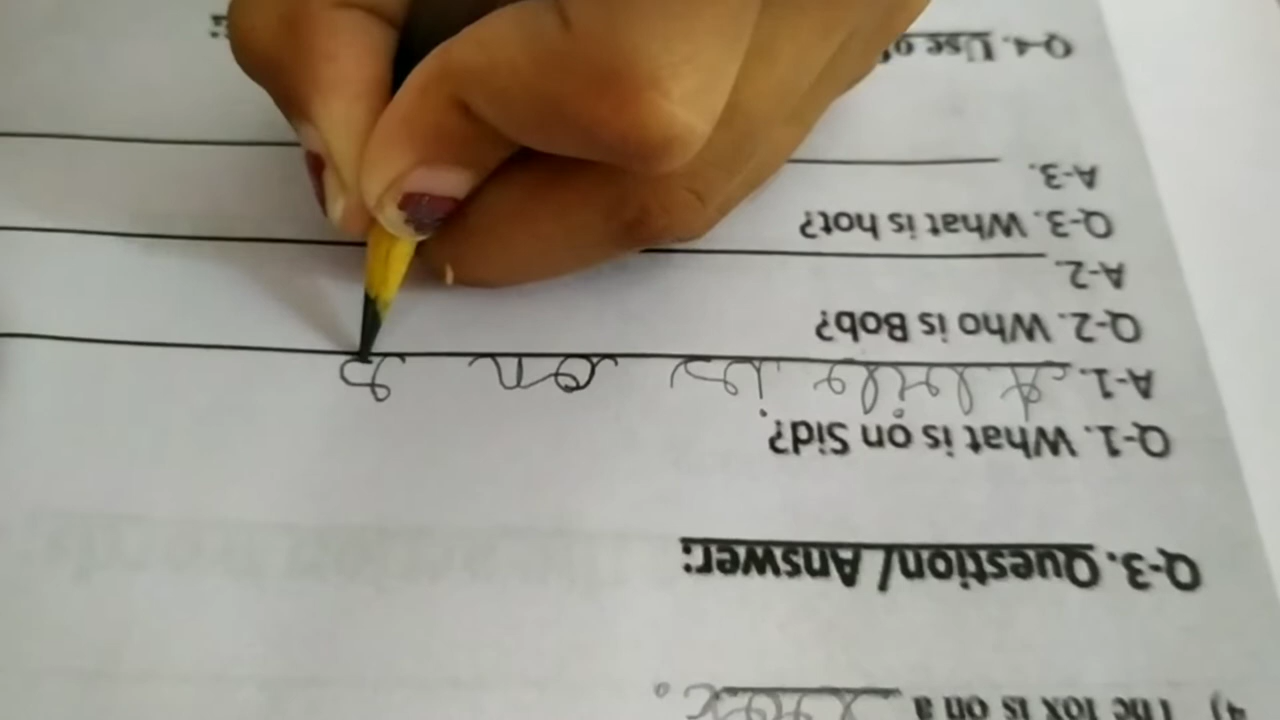 4) The fox is on a box.
Q-3. Question/Answer:
Q-1. What is on Sid?
A-1. A bib is on S
Q-2. Who is Bob?
A-2.
Q-3. What is hot?
A-3.
Q-4. Use of